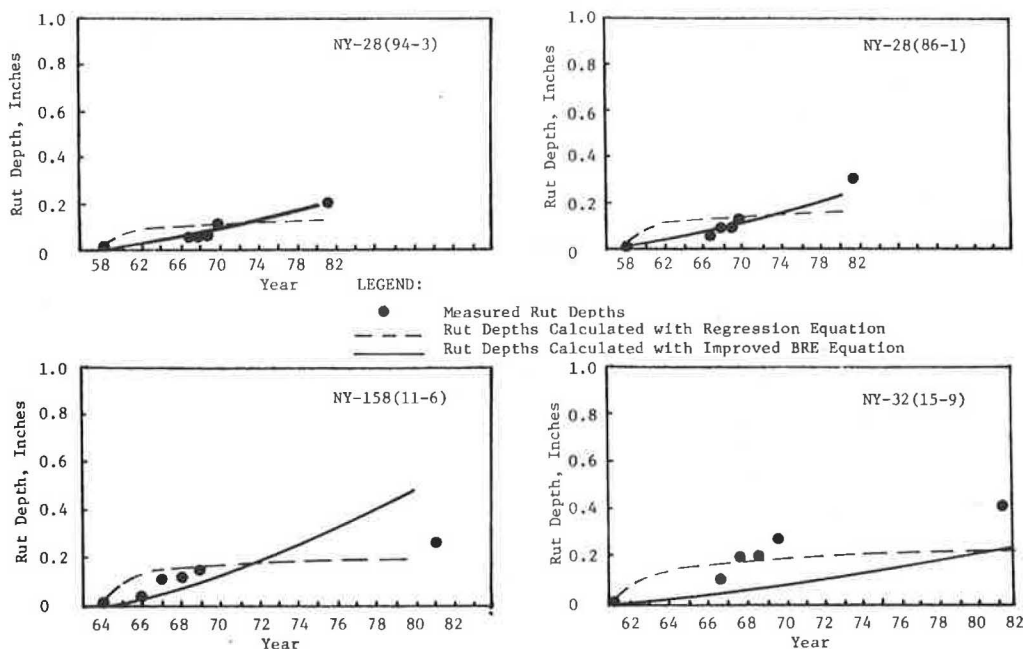 1.0
NY-28(94-3)
0.8
0.6
0.4
0.2
0
Rut Depth, Inches
58 62 66 70 74 78 82
Year
1.0
NY-28(86-1)
0.8
0.6
0.4
0.2
0
Rut Depth, Inches
58 62 66 70 74 78 82
Year
LEGEND:
Measured Rut Depths
Rut Depths Calculated with Regression Equation
Rut Depths Calculated with Improved BRE Equation
1.0
NY-158(11-6)
0.8
0.6
0.4
0.2
0
Rut Depth, Inches
64 66 68 70 72 74 76 78 80 82
Year
1.0
NY-32(15-9)
0.8
0.6
0.4
0.2
0
Rut Depth, Inches
62 64 66 68 70 72 74 76 78 80 82
Year